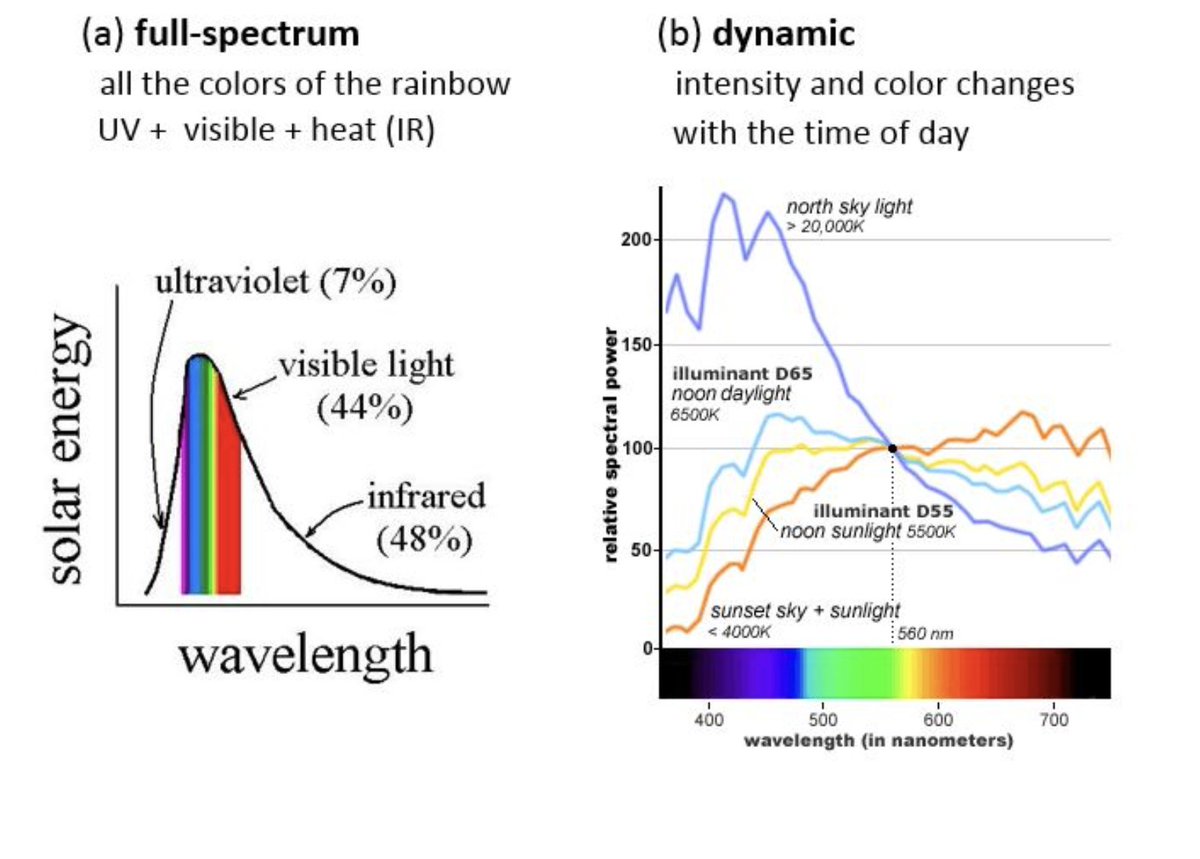 (a) full-spectrum
all the colors of the rainbow
UV + visible + heat (IR)
ultraviolet (7%)
visible light
(44%)
infrared
(48%)
solar energy
wavelength
(b) dynamic
intensity and color changes
with the time of day
north sky light
> 20,000K
200
150
illuminant D65
noon daylight
6500K
100
illuminant D55
noon sunlight 5500K
50
sunset sky + sunlight
< 4000K
560 nm
0
relative spectral power
400 500 600 700
wavelength (in nanometers)